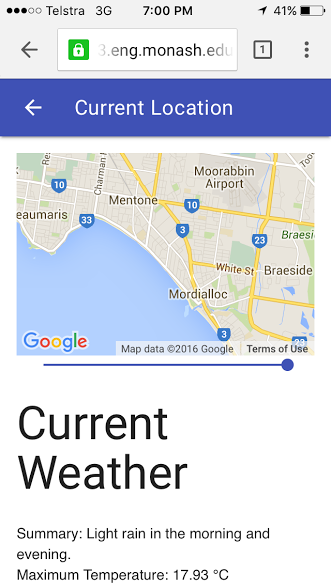 Telstra 3G 7:00 PM 41%
3.eng.monash.edu
1
Current Location
Charman
Too
Moorabbin
Airport
10
Mentone
10
eaumaris
33
3
23
Braesi
White St
Braeside
Mordialloc
3
Google
Map data ©2016 Google
Terms of Use
Current
Weather
Summary: Light rain in the morning and
evening.
Maximum Temperature: 17.93 °C